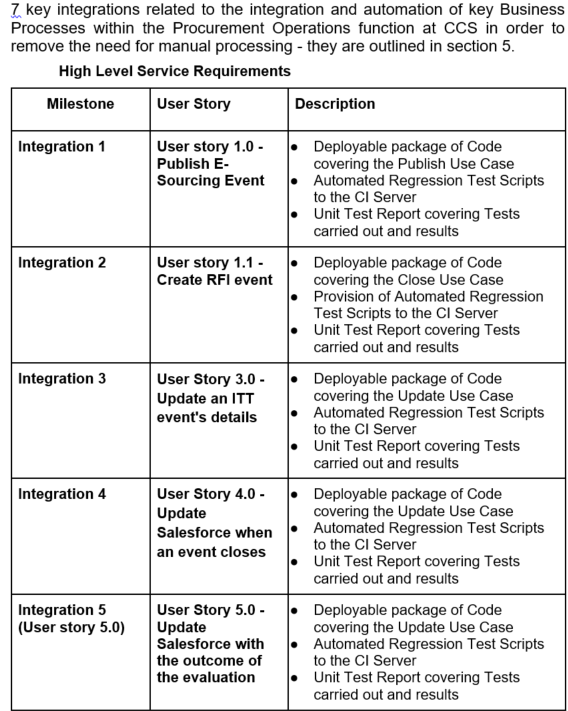 7 key integrations related to the integration and automation of key Business
Processes within the Procurement Operations function at CCS in order to
remove the need for manual processing - they are outlined in section 5.
High Level Service Requirements
Milestone
User Story
Description
Integration 1
User story 1.0 -
Publish E-
Sourcing Event
● Deployable package of Code
covering the Publish Use Case
● Automated Regression Test Scripts
to the CI Server
● Unit Test Report covering Tests
carried out and results
Integration 2
User story 1.1 -
Create RFI event
● Deployable package of Code
covering the Close Use Case
● Provision of Automated Regression
Test Scripts to the CI Server
● Unit Test Report covering Tests
carried out and results
Integration 3
User Story 3.0 -
Update an ITT
event's details
● Deployable package of Code
covering the Update Use Case
● Automated Regression Test Scripts
to the CI Server
● Unit Test Report covering Tests
carried out and results
Integration 4
User Story 4.0 -
Update
Salesforce when
an event closes
● Deployable package of Code
covering the Update Use Case
● Automated Regression Test Scripts
to the CI Server
● Unit Test Report covering Tests
carried out and results
Integration 5
(User story 5.0)
User Story 5.0 -
Update
Salesforce with
the outcome of
the evaluation
● Deployable package of Code
covering the Update Use Case
● Automated Regression Test Scripts
to the CI Server
● Unit Test Report covering Tests
carried out and results